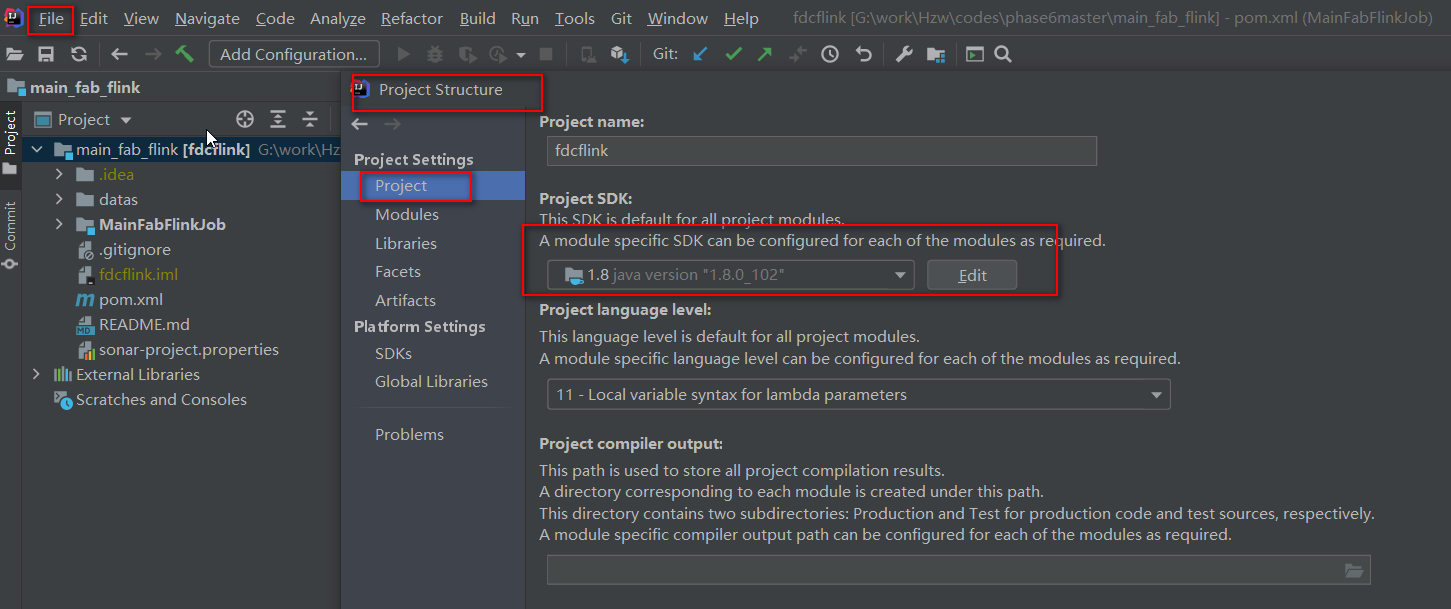 File Edit View Navigate Code Analyze Refactor Build Run Tools Git Window Help fdcflink [G:\work\Hzw\codes\phase6master\main_fab_flink] - pom.xml (MainFabFlinkJob)
Add Configuration... Git:
main_fab_flink
Project
Commit
Project
main_fab_flink [fdcflink] G:\work\Hz
.idea
datas
MainFabFlinkJob
.gitignore
fdcflink.iml
pom.xml
README.md
sonar-project.properties
External Libraries
Scratches and Consoles
Project Structure
Project Settings
Project
Modules
Libraries
Facets
Artifacts
Platform Settings
SDKs
Global Libraries
Problems
Project name:
fdcflink
Project SDK:
This SDK is default for all project modules.
A module specific SDK can be configured for each of the modules as required.
1.8 java version "1.8.0_102" Edit
Project language level:
This language level is default for all project modules.
A module specific language level can be configured for each of the modules as required.
11 - Local variable syntax for lambda parameters
Project compiler output:
This path is used to store all project compilation results.
A directory corresponding to each module is created under this path.
This directory contains two subdirectories: Production and Test for production code and test sources, respectively.
A module specific compiler output path can be configured for each of the modules as required.